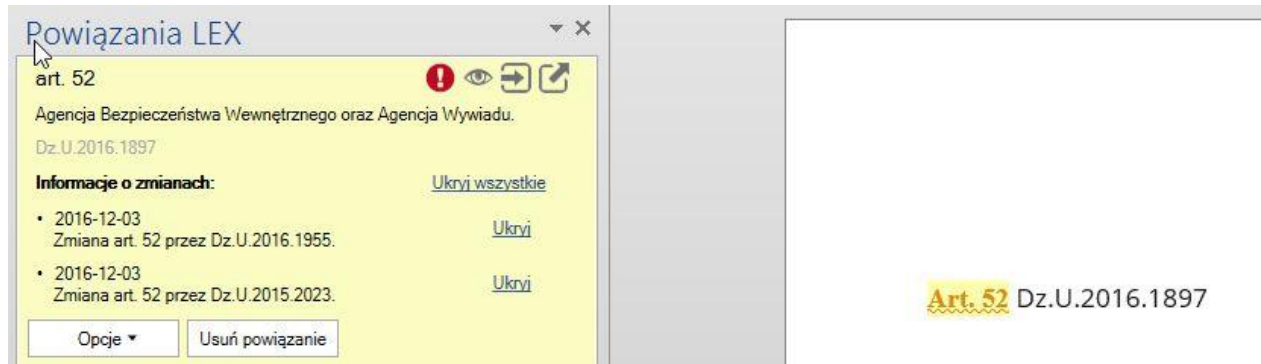 Powiązania LEX
art. 52
Agencja Bezpieczeństwa Wewnętrznego oraz Agencja Wywiadu.
Dz.U.2016.1897
Informacje o zmianach: Ukryj wszystkie
• 2016-12-03
Zmiana art. 52 przez Dz.U.2016.1955. Ukryj
• 2016-12-03
Zmiana art. 52 przez Dz.U.2015.2023. Ukryj
Opcje Usuń powiązanie
Art. 52 Dz.U.2016.1897